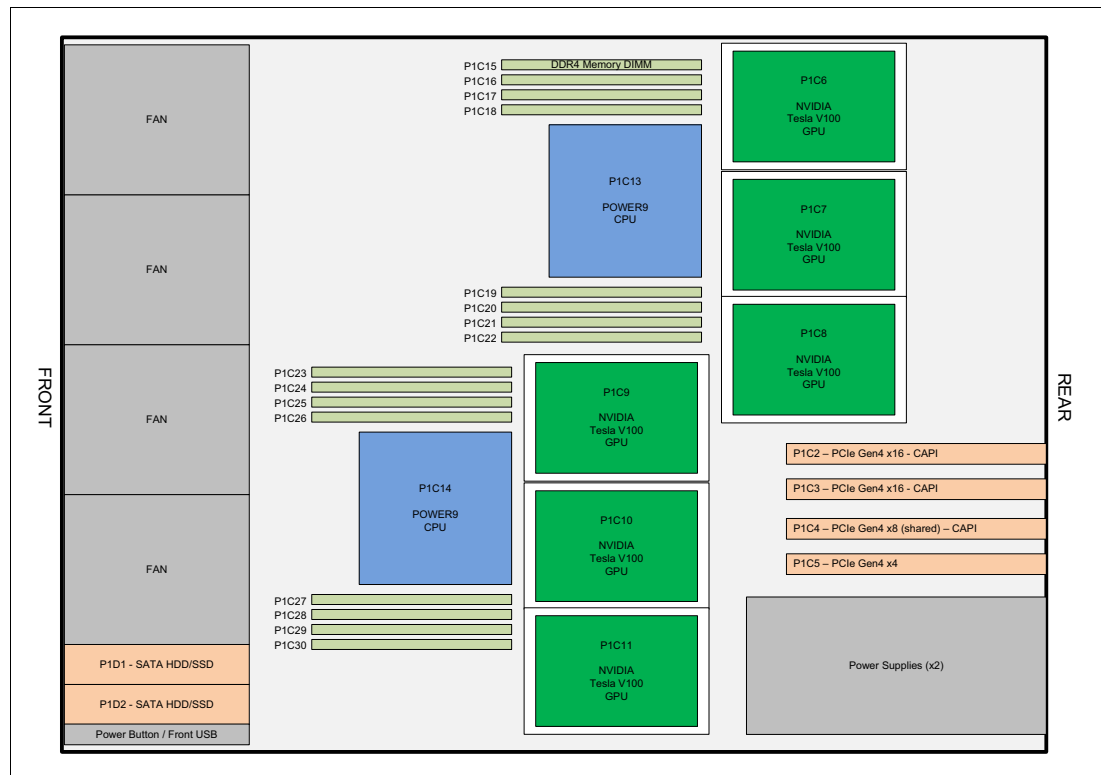 FRONT
FAN
FAN
FAN
FAN
P1D1 - SATA HDD/SSD
P1D2 - SATA HDD/SSD
Power Button / Front USB
P1C15
DDR4 Memory DIMM
P1C16
P1C17
P1C18
P1C13
POWER9
CPU
P1C19
P1C20
P1C21
P1C22
P1C23
P1C24
P1C25
P1C26
P1C14
POWER9
CPU
P1C27
P1C28
P1C29
P1C30
P1C6
NVIDIA
Tesla V100
GPU
P1C7
NVIDIA
Tesla V100
GPU
P1C8
NVIDIA
Tesla V100
GPU
P1C9
NVIDIA
Tesla V100
GPU
P1C10
NVIDIA
Tesla V100
GPU
P1C11
NVIDIA
Tesla V100
GPU
P1C2 – PCIe Gen4 x16 - CAPI
P1C3 – PCIe Gen4 x16 - CAPI
P1C4 – PCIe Gen4 x8 (shared) – CAPI
P1C5 – PCIe Gen4 x4
Power Supplies (x2)
REAR